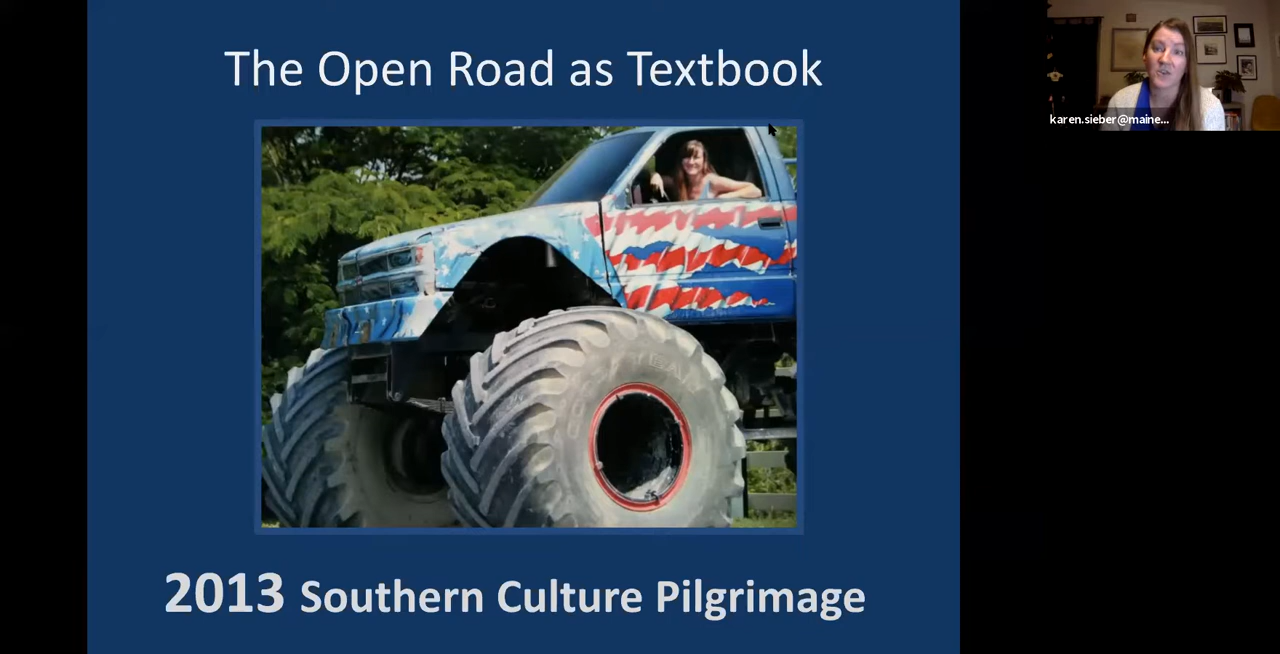 The Open Road as Textbook
karen.sieber@maine...
2013 Southern Culture Pilgrimage